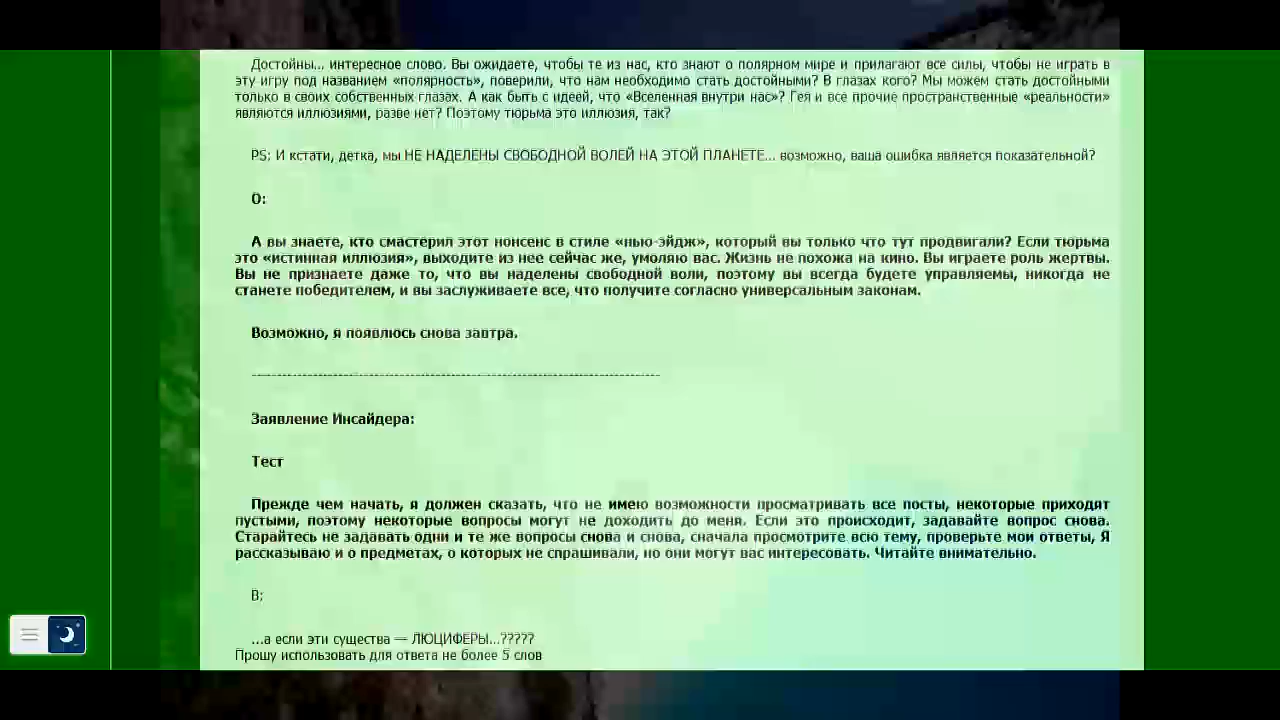 Достойны... интересное слово. Вы ожидаете, чтобы те из нас, кто знают о полярном мире и прилагают все силы, чтобы не играть в
эту игру под названием «полярность», поверили, что нам необходимо стать достойными? В глазах кого? Мы можем стать достойными
только в своих собственных глазах. А как быть с идеей, что «Вселенная внутри нас»? Гея и все прочие пространственные «реальности»
являются иллюзиями, разве нет? Поэтому тюрьма это иллюзия, так?
PS: И кстати, детка, мы НЕ НАДЕЛЕНЫ СВОБОДНОЙ ВОЛЕЙ НА ЭТОЙ ПЛАНЕТЕ... возможно, ваша ошибка является показательной?
О:
А вы знаете, кто смастерил этот нонсенс в стиле «нью-эйдж», который вы только что тут продвигали? Если тюрьма
это «истинная иллюзия», выходите из нее сейчас же, умоляю вас. Жизнь не похожа на кино. Вы играете роль жертвы.
Вы не признаете даже то, что вы наделены свободной воли, поэтому вы всегда будете управляемы, никогда не
станете победителем, и вы заслуживаете все, что получите согласно универсальным законам.
Возможно, я появлюсь снова завтра.
--------------------------------------------------------------------------------------
Заявление Инсайдера:
Тест
Прежде чем начать, я должен сказать, что не имею возможности просматривать все посты, некоторые приходят
пустыми, поэтому некоторые вопросы могут не доходить до меня. Если это происходит, задавайте вопрос снова.
Старайтесь не задавать одни и те же вопросы снова и снова, сначала просмотрите всю тему, проверьте мои ответы, Я
рассказываю и о предметах, о которых не спрашивали, но они могут вас интересовать. Читайте внимательно.
В:
...а если эти существа — ЛЮЦИФЕРЫ...?????
Прошу использовать для ответа не более 5 слов